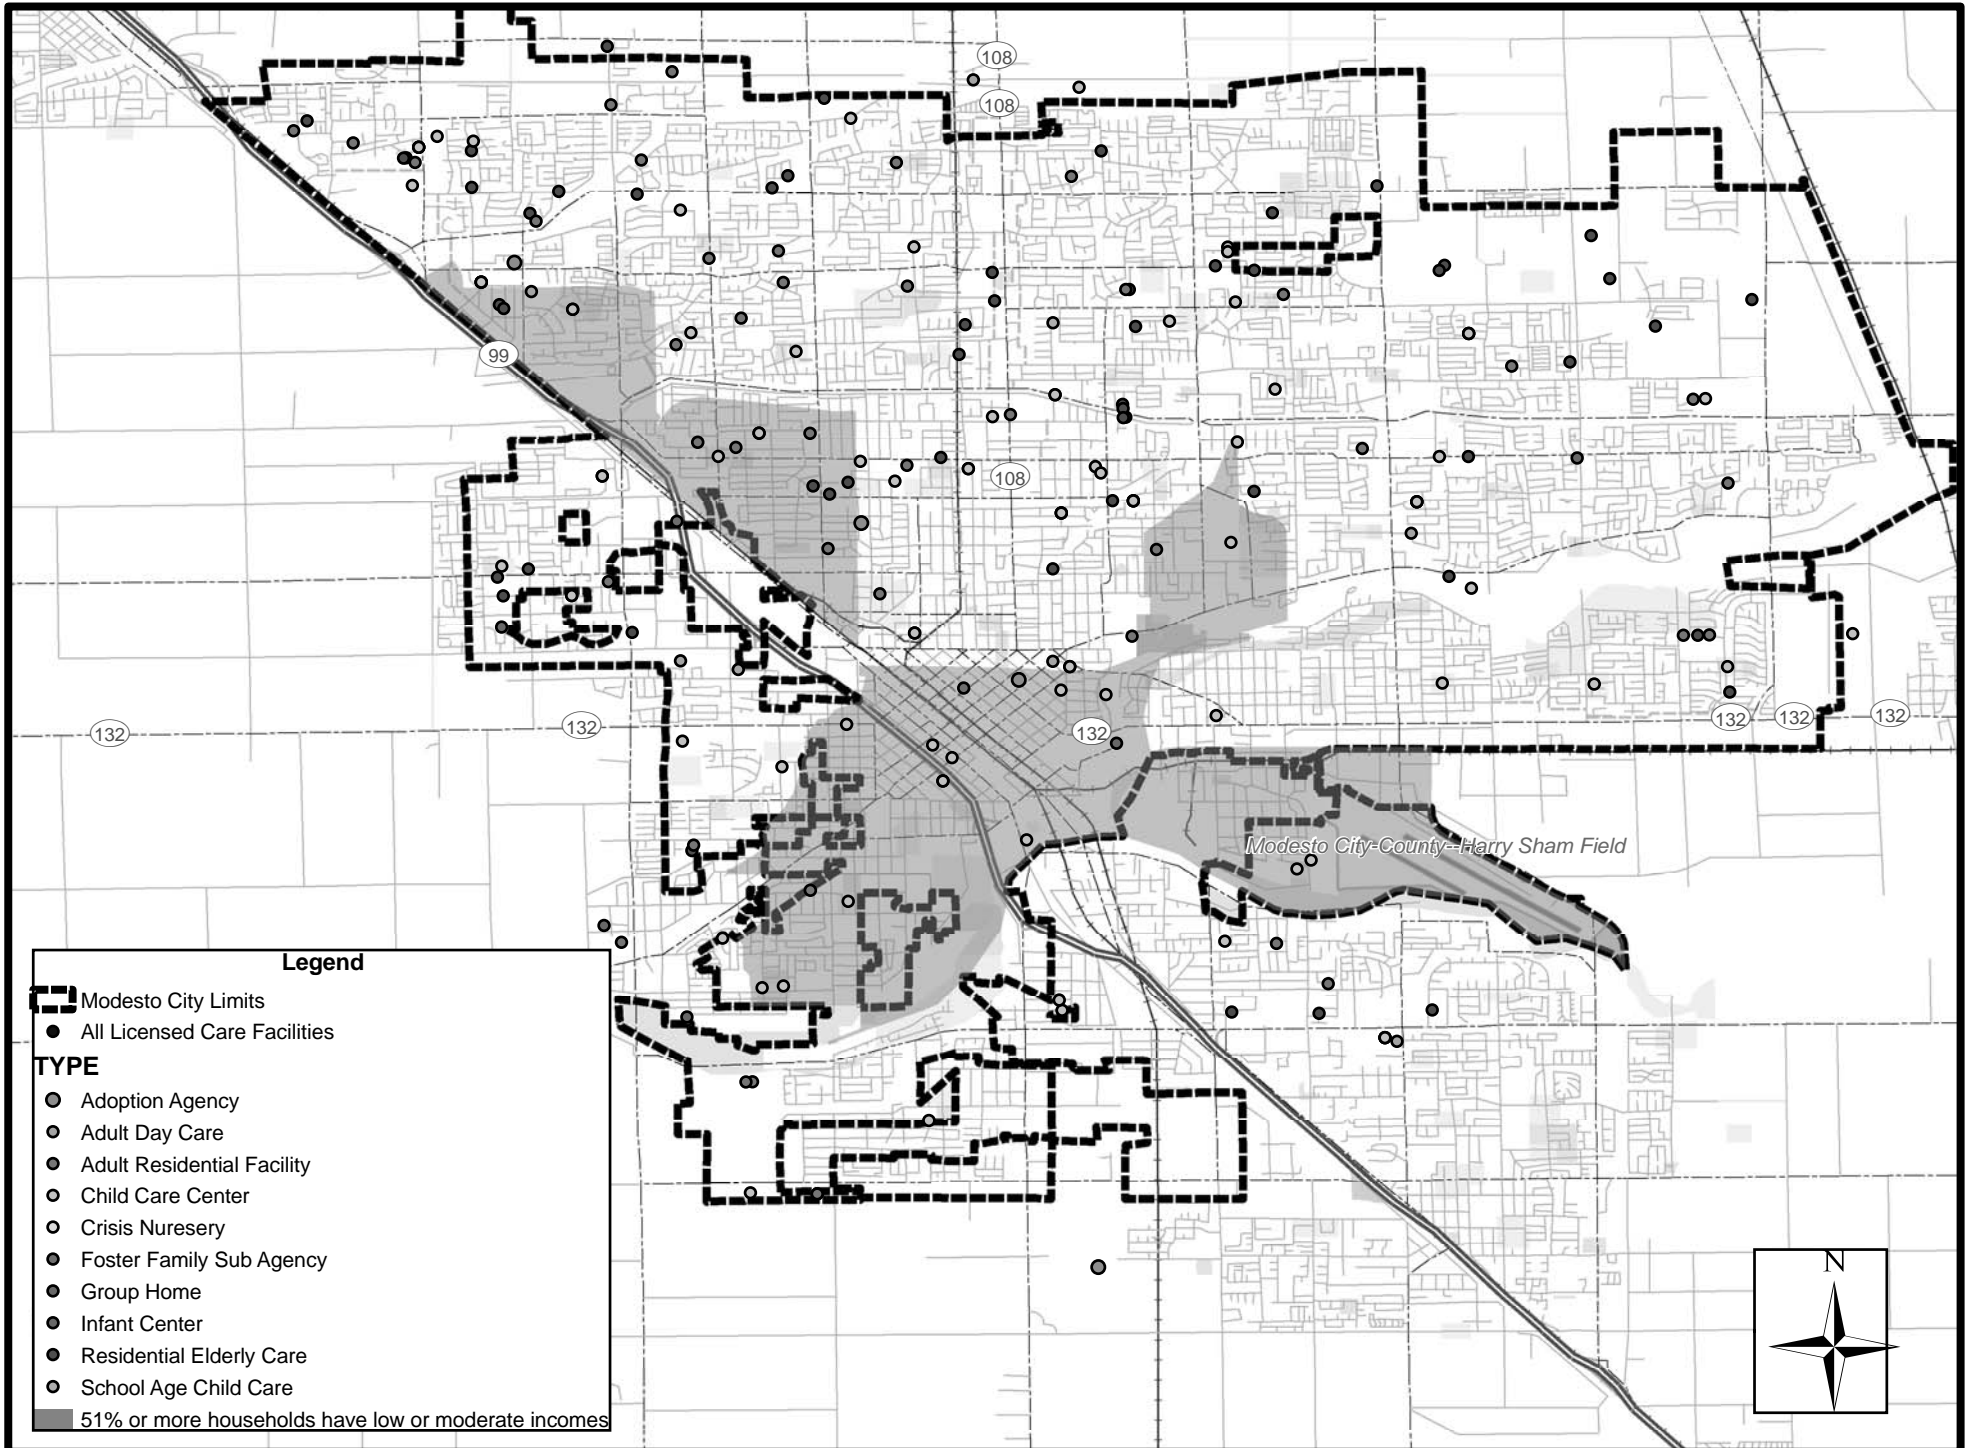 108
108
99
108
132
132
132
132
132
132
Modesto City-County--Harry Sham Field
Legend
Modesto City Limits
All Licensed Care Facilities
TYPE
Adoption Agency
Adult Day Care
Adult Residential Facility
Child Care Center
Crisis Nuresery
Foster Family Sub Agency
Group Home
Infant Center
Residential Elderly Care
School Age Child Care
51% or more households have low or moderate incomes
N